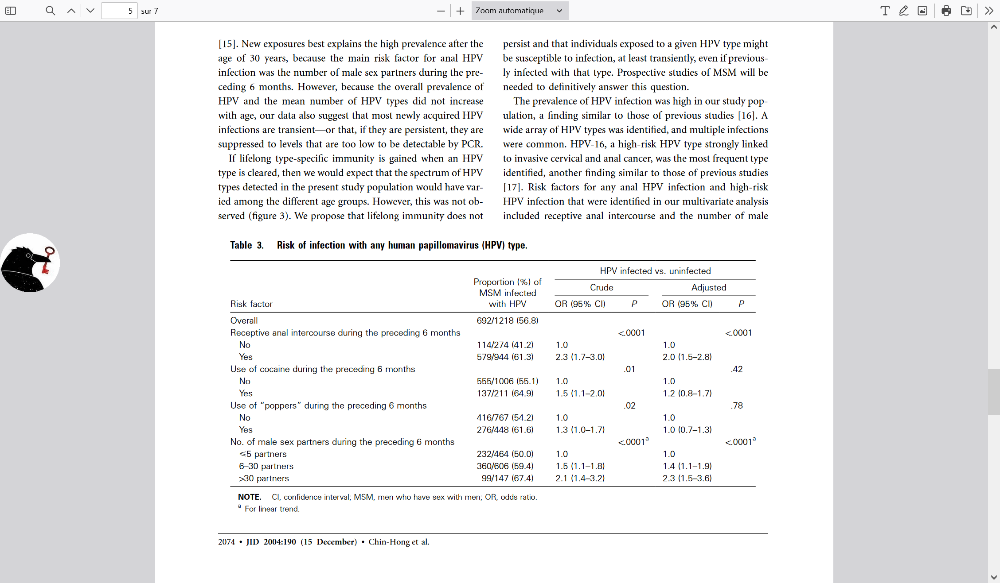 5 sur 7
Zoom automatique
[15]. New exposures best explains the high prevalence after the
age of 30 years, because the main risk factor for anal HPV
infection was the number of male sex partners during the pre-
ceding 6 months. However, because the overall prevalence of
HPV and the mean number of HPV types did not increase
with age, our data also suggest that most newly acquired HPV
infections are transient—or that, if they are persistent, they are
suppressed to levels that are too low to be detectable by PCR.
If lifelong type-specific immunity is gained when an HPV
type is cleared, then we would expect that the spectrum of HPV
types detected in the present study population would have var-
ied among the different age groups. However, this was not ob-
served (figure 3). We propose that lifelong immunity does not
persist and that individuals exposed to a given HPV type might
be susceptible to infection, at least transiently, even if previous-
ly infected with that type. Prospective studies of MSM will be
needed to definitively answer this question.
The prevalence of HPV infection was high in our study pop-
ulation, a finding similar to those of previous studies [16]. A
wide array of HPV types was identified, and multiple infections
were common. HPV-16, a high-risk HPV type strongly linked
to invasive cervical and anal cancer, was the most frequent type
identified, another finding similar to those of previous studies
[17]. Risk factors for any anal HPV infection and high-risk
HPV infection that were identified in our multivariate analysis
included receptive anal intercourse and the number of male
Table 3. Risk of infection with any human papillomavirus (HPV) type.
HPV infected vs. uninfected
Proportion (%) of
MSM infected
with HPV
Crude Adjusted
Risk factor OR (95% CI) P OR (95% CI) P
Overall 692/1218 (56.8)
Receptive anal intercourse during the preceding 6 months <.0001 <.0001
No 114/274 (41.2) 1.0 1.0
Yes 579/944 (61.3) 2.3 (1.7–3.0) 2.0 (1.5–2.8)
Use of cocaine during the preceding 6 months .01 .42
No 555/1006 (55.1) 1.0 1.0
Yes 137/211 (64.9) 1.5 (1.1–2.0) 1.2 (0.8–1.7)
Use of “poppers” during the preceding 6 months .02 .78
No 416/767 (54.2) 1.0 1.0
Yes 276/448 (61.6) 1.3 (1.0–1.7) 1.0 (0.7–1.3)
No. of male sex partners during the preceding 6 months <.0001a <.0001a
⩽5 partners 232/464 (50.0) 1.0 1.0
6–30 partners 360/606 (59.4) 1.5 (1.1–1.8) 1.4 (1.1–1.9)
>30 partners 99/147 (67.4) 2.1 (1.4–3.2) 2.3 (1.5–3.6)
NOTE. CI, confidence interval; MSM, men who have sex with men; OR, odds ratio.
a For linear trend.
2074 • JID 2004:190 (15 December) • Chin-Hong et al.